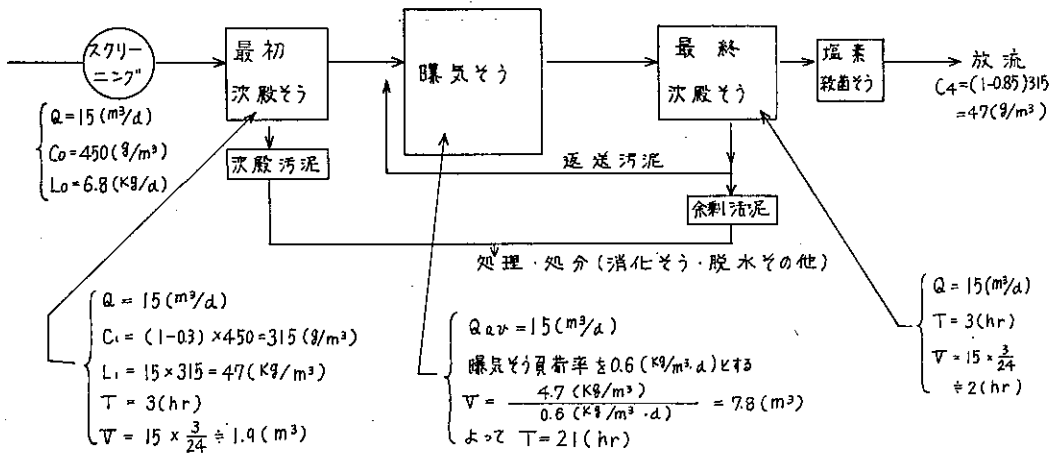 スクリーニング
最初
沈殿そう
曝気そう
最終
沈殿そう
塩素
殺菌そう
放流
C4=(1-0.85)315
=47(g/m³)
Q=15(m³/d)
C0=450(g/m³)
L0=6.8(Kg/d)
沈殿汚泥
返送汚泥
余剰活泥
処理・処分(消化そう・脱水その他)
Q=15(m³/d)
C1=(1-0.3)×450=315(g/m³)
L1=15×315=47(Kg/m³)
T=3(hr)
V=15×3/24≑1.9(m³)
Qav=15(m³/d)
曝気そう負荷率を0.6(Kg/m³.d)とする
V=4.7(Kg/m³)/0.6(Kg/m³・d)=7.8(m³)
よって T=21(hr)
Q=15(m³/d)
T=3(hr)
V=15×3/24
≑2(hr)